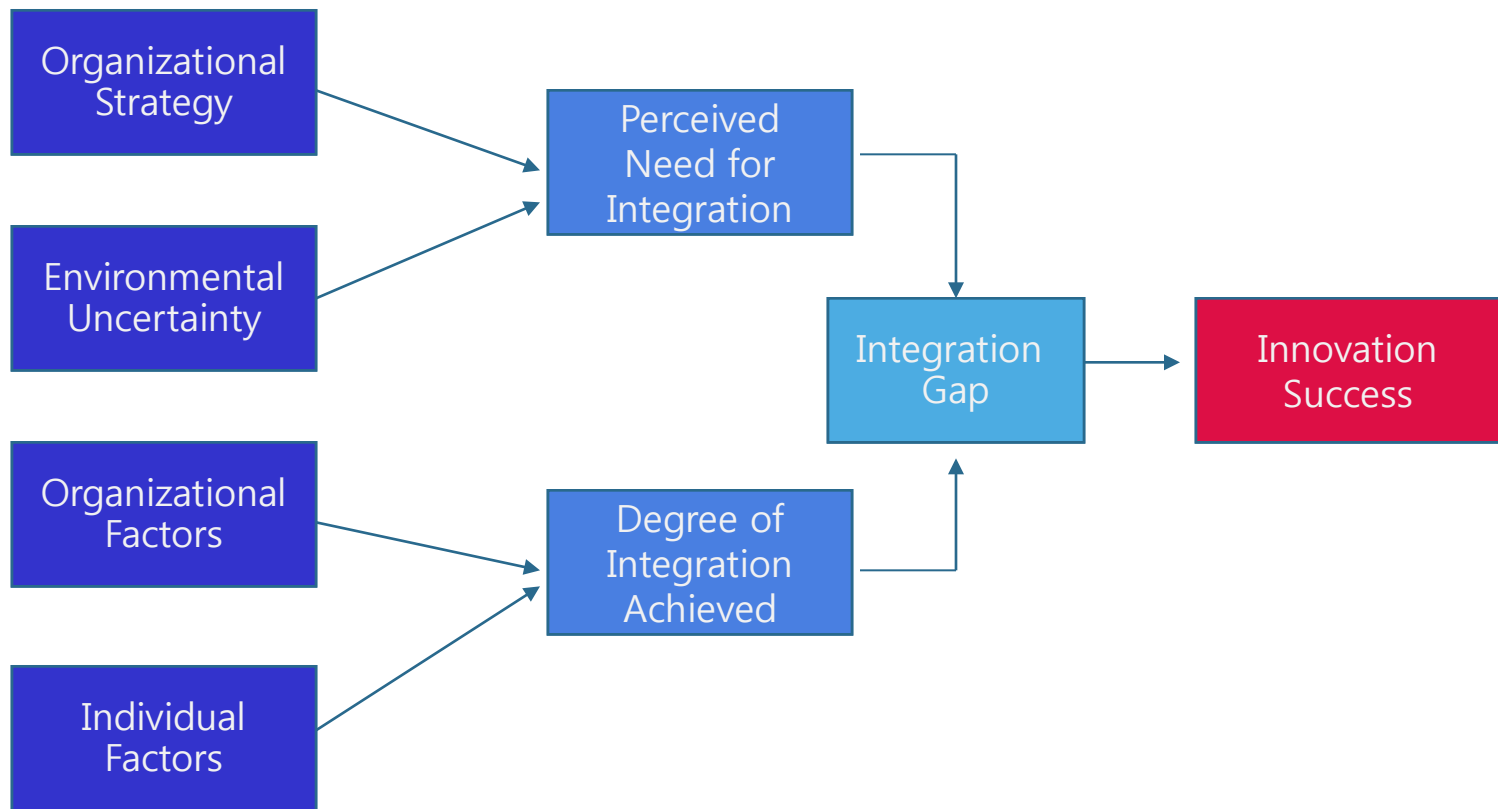 Organizational
Strategy
Perceived
Need for
Integration
Environmental
Uncertainty
Integration
Gap
Innovation
Success
Organizational
Factors
Degree of
Integration
Achieved
Individual
Factors